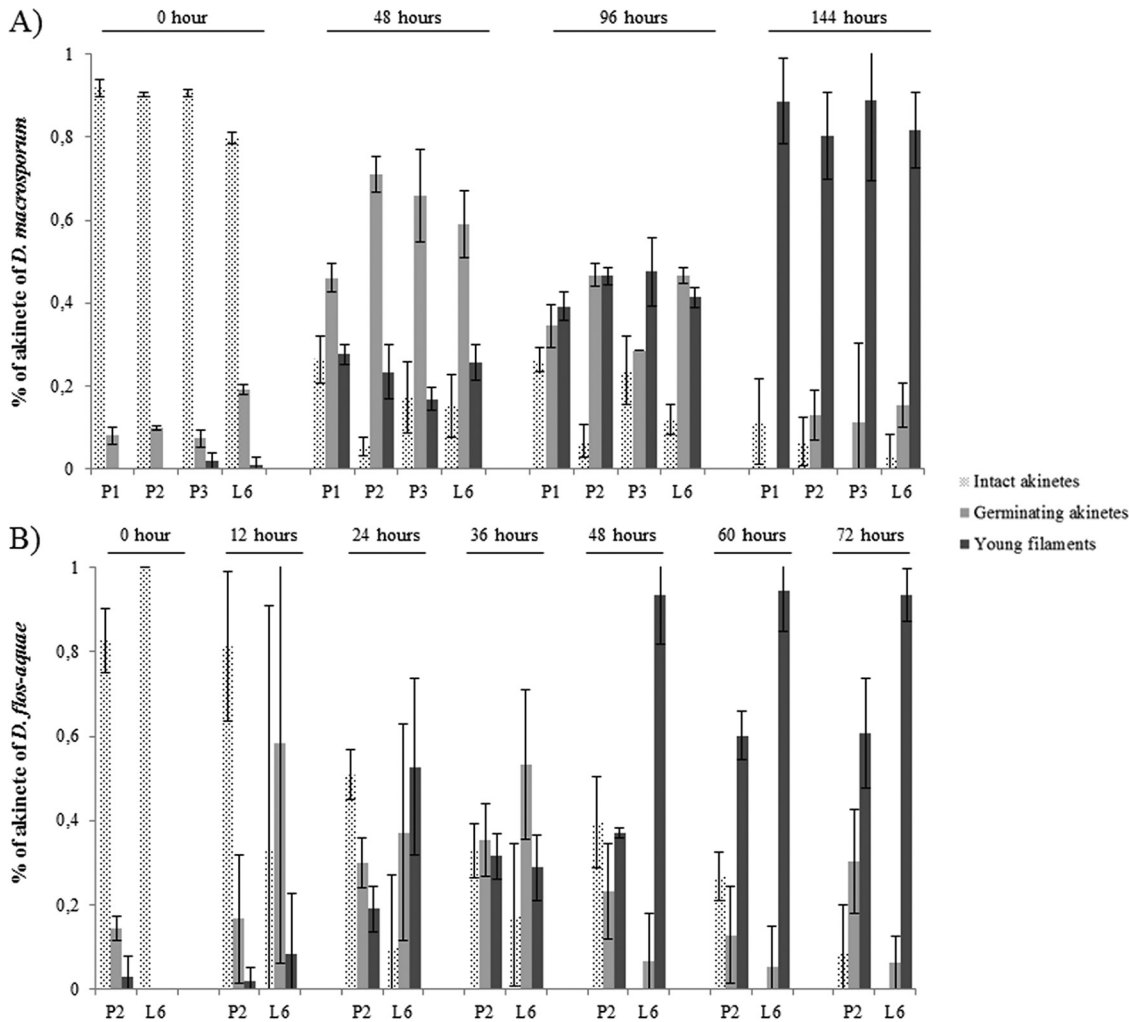 A)
0 hour 48 hours 96 hours 144 hours
% of akinete of D. macrosporum
1
0,8
0,6
0,4
0,2
0
P1 P2 P3 L6 P1 P2 P3 L6 P1 P2 P3 L6 P1 P2 P3 L6
Intact akinetes
Germinating akinetes
Young filaments
B)
0 hour 12 hours 24 hours 36 hours 48 hours 60 hours 72 hours
% of akinete of D. flos-aquae
1
0,8
0,6
0,4
0,2
0
P2 L6 P2 L6 P2 L6 P2 L6 P2 L6 P2 L6 P2 L6